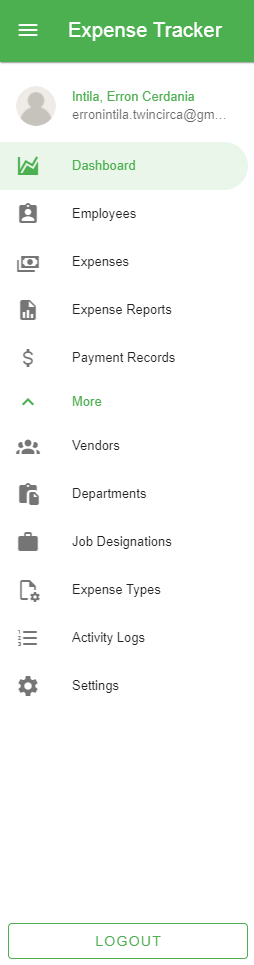 Expense Tracker
Intila, Erron Cerdania
erronintila.twincirca@gm...
Dashboard
Employees
Expenses
Expense Reports
Payment Records
More
Vendors
Departments
Job Designations
Expense Types
Activity Logs
Settings
LOGOUT